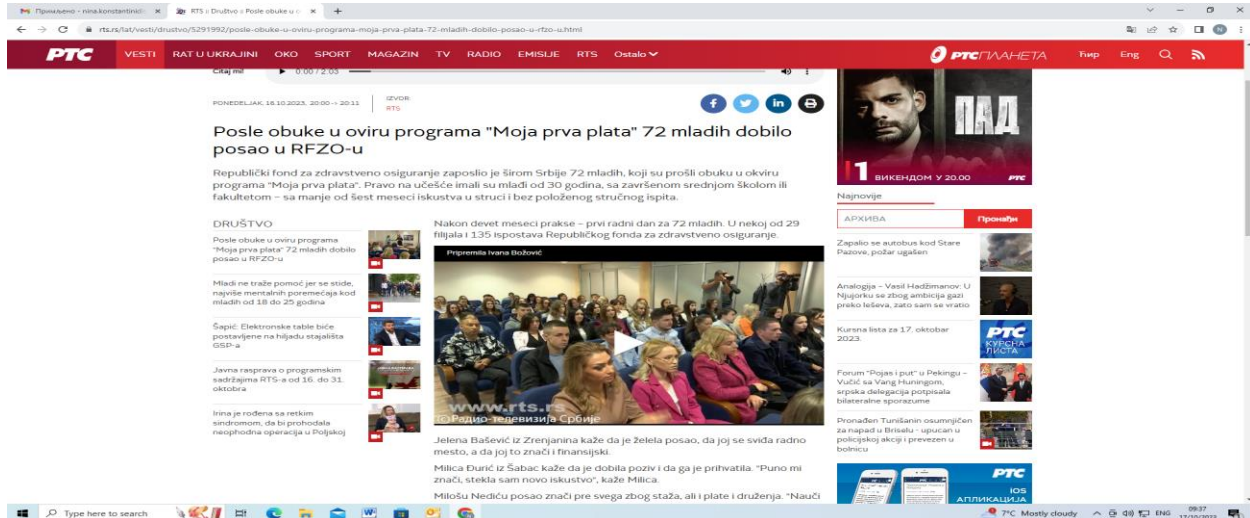 RTS :: Društvo :: Posle obuke u
rts.rs/lat/vesti/drustvo/5291992/posle-obuke-u-oviru-programa-moja-prva-plata-72-mladih-dobilo-posao-u-rfzo-u.html
РТС VESTI RAT U UKRAJINI OKO SPORT MAGAZIN TV RADIO EMISIJE RTS Ostalo
РТС ПЛАНЕТА Ћир Eng
Čitaj mi!
0:00 / 2:03
PONEDELJAK, 16.10.2023, 20:00 -> 20:11
IZVOR:
RTS
Posle obuke u oviru programa "Moja prva plata" 72 mladih dobilo
posao u RFZO-u
Republički fond za zdravstveno osiguranje zaposlio je širom Srbije 72 mladih, koji su prošli obuku u okviru
programa "Moja prva plata". Pravo na učešće imali su mlađi od 30 godina, sa završenom srednjom školom ili
fakultetom – sa manje od šest meseci iskustva u struci i bez položenog stručnog ispita.
DRUŠTVO
Posle obuke u oviru programa
"Moja prva plata" 72 mladih dobilo
posao u RFZO-u
Mladi ne traže pomoć jer se stide,
najviše mentalnih poremećaja kod
mladih od 18 do 25 godina
Šapić: Elektronske table biće
postavljene na hiljadu stajališta
GSP-a
Javna rasprava o programskim
sadržajima RTS-a od 16. do 31.
oktobra
Irina je rođena sa retkim
sindromom, da bi prohodala
neophodna operacija u Poljskoj
Nakon devet meseci prakse – prvi radni dan za 72 mladih. U nekoj od 29
filijala i 135 ispostava Republičkog fonda za zdravstveno osiguranje.
Pripremila Ivana Božović
www.rts.rs
Радио-телевизија Србије
Jelena Bašević iz Zrenjanina kaže da je želela posao, da joj se sviđa radno
mesto, a da joj to znači i finansijski.
Milica Đurić iz Šabac kaže da je dobila poziv i da ga je prihvatila. "Puno mi
znači, stekla sam novo iskustvo", kaže Milica.
Milošu Nediću posao znači pre svega zbog staža, ali i plate i druženja. "Nauči
ПАД
1
ВИКЕНДОМ У 20.00
РТС
Najnovije
АРХИВА Пронађи
Zapalio se autobus kod Stare
Pazove, požar ugašen
Analogija – Vasil Hadžimanov: U
Njujorku se zbog ambicija gazi
preko leševa, zato sam se vratio
Kursna lista za 17. oktobar
2023.
РТС
КУРСНА
ЛИСТА
Forum "Pojas i put" u Pekingu –
Vučić sa Vang Huningom,
srpska delegacija potpisala
bilateralne sporazume
Pronađen Tunišanin osumnjičen
za napad u Briselu - upucan u
policijskoj akciji i prevezen u
bolnicu
РТС
iOS
АПЛИКАЦИЈА
Type here to search
7°C Mostly cloudy
ENG
09:37
17/10/2023